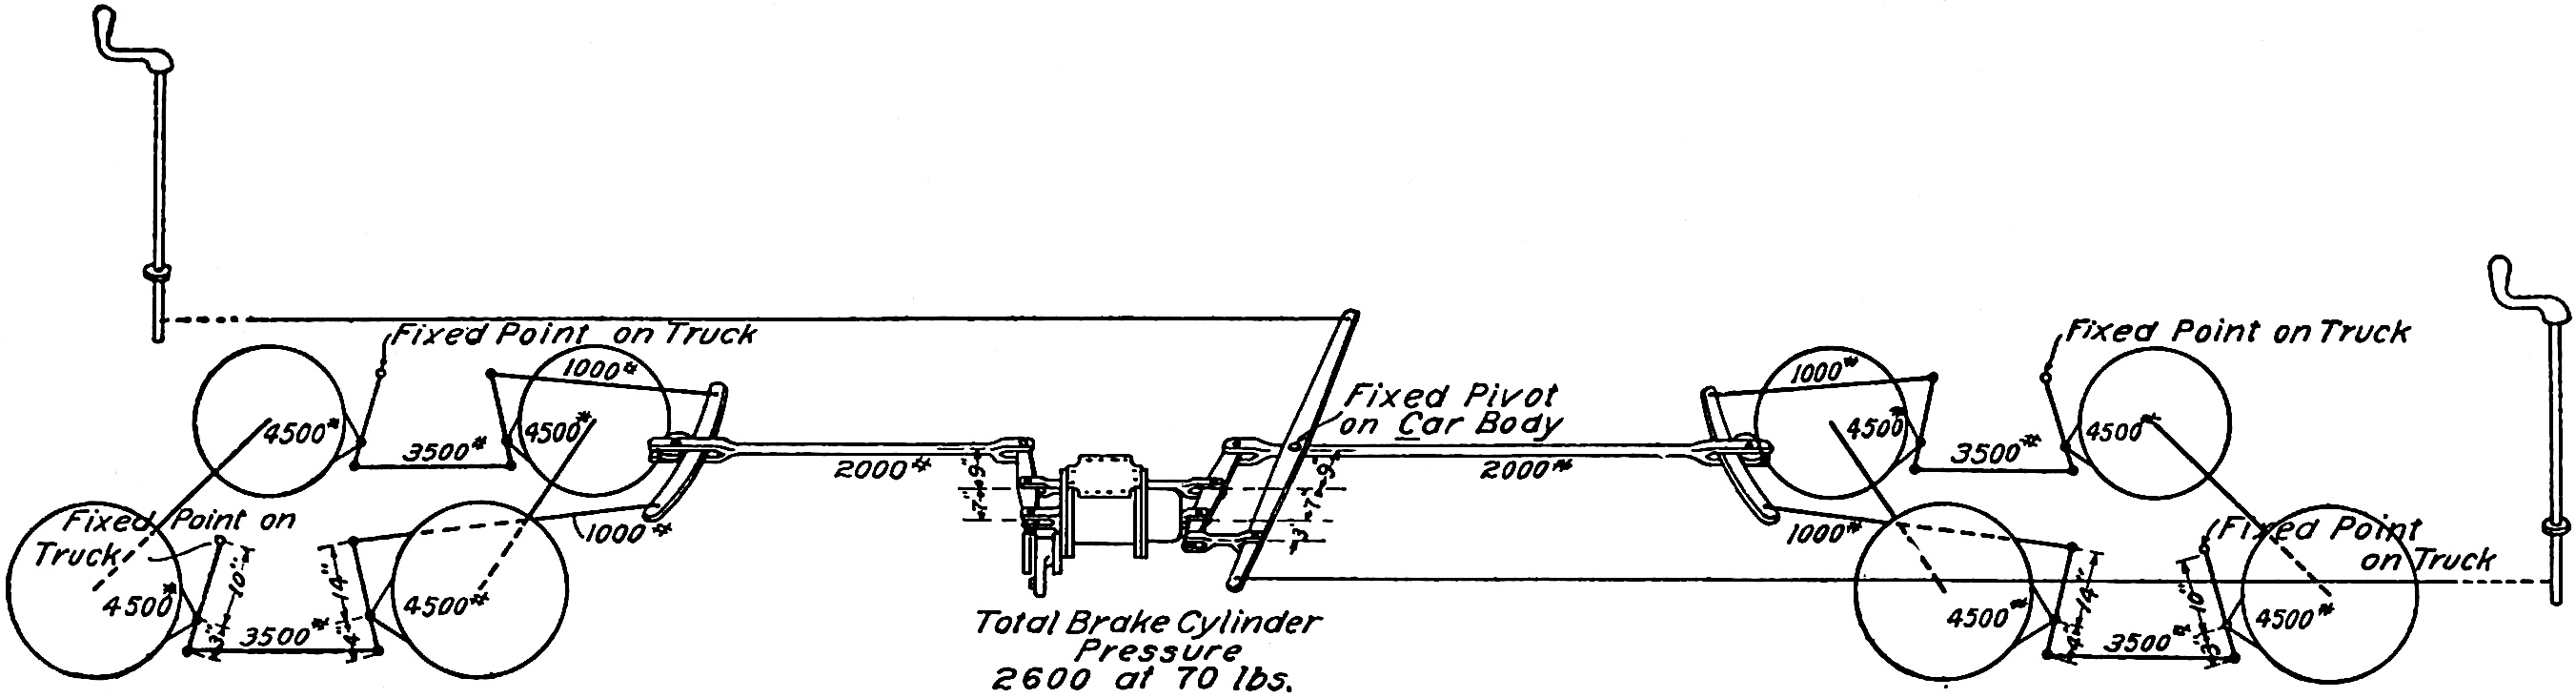 Fixed Point on Truck
1000#
4500#
3500#
4500#
2000#
9"
7"
Fixed Point on
Truck
10"
14"
1000#
4500#
3"
3500#
4"
4500#
Fixed Pivot
on Car Body
9"
7"
3"
2000#
Total Brake Cylinder
Pressure
2600 at 70 lbs.
Fixed Point on Truck
1000#
4500#
3500#
4500#
1000#
Fixed Point
on Truck
4500#
14"
4"
3500#
10"
3"
4500#